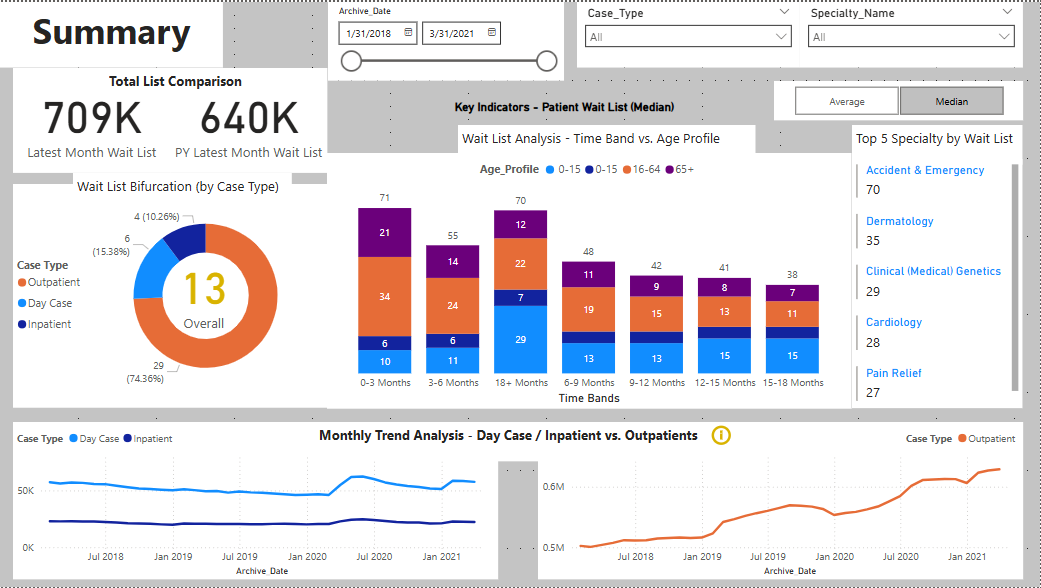 Summary
Archive_Date
1/31/2018
3/31/2021
Case_Type
All
Specialty_Name
All
Total List Comparison
709K
640K
Latest Month Wait List
PY Latest Month Wait List
Key Indicators - Patient Wait List (Median)
Average
Median
Wait List Bifurcation (by Case Type)
4 (10.26%)
6
(15.38%)
Case Type
Outpatient
Day Case
Inpatient
13
Overall
29
(74.36%)
Wait List Analysis - Time Band vs. Age Profile
Age_Profile 0-15 0-15 16-64 65+
71
21
34
6
10
55
14
24
6
11
70
12
22
7
29
48
11
19
13
42
9
15
13
41
8
13
15
38
7
11
15
0-3 Months 3-6 Months 18+ Months 6-9 Months 9-12 Months 12-15 Months 15-18 Months
Time Bands
Top 5 Specialty by Wait List
Accident & Emergency
70
Dermatology
35
Clinical (Medical) Genetics
29
Cardiology
28
Pain Relief
27
Monthly Trend Analysis - Day Case / Inpatient vs. Outpatients
Case Type Day Case Inpatient
50K
0K
Jul 2018 Jan 2019 Jul 2019 Jan 2020 Jul 2020 Jan 2021
Archive_Date
Case Type Outpatient
0.6M
0.5M
Jul 2018 Jan 2019 Jul 2019 Jan 2020 Jul 2020 Jan 2021
Archive_Date